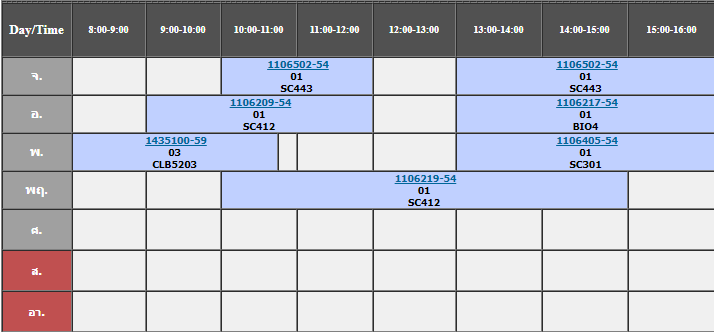 Day/Time 8:00-9:00 9:00-10:00 10:00-11:00 11:00-12:00 12:00-13:00 13:00-14:00 14:00-15:00 15:00-16:00
จ. 1106502-54 01 SC443 1106502-54 01 SC443
อ. 1106209-54 01 SC412 1106217-54 01 BIO4
พ. 1435100-59 03 CLB5203 1106405-54 01 SC301
พฤ. 1106219-54 01 SC412
ศ.
ส.
อา.